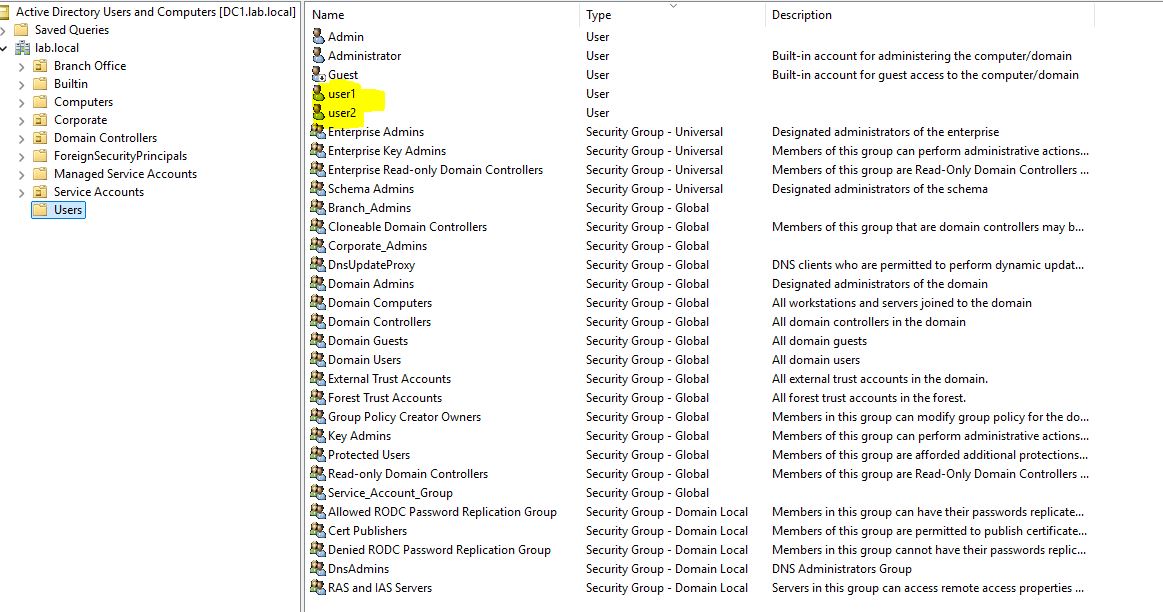 Active Directory Users and Computers [DC1.lab.local]
Saved Queries
lab.local
Branch Office
Builtin
Computers
Corporate
Domain Controllers
ForeignSecurityPrincipals
Managed Service Accounts
Service Accounts
Users
Name Type Description
Admin User
Administrator User Built-in account for administering the computer/domain
Guest User Built-in account for guest access to the computer/domain
user1 User
user2 User
Enterprise Admins Security Group - Universal Designated administrators of the enterprise
Enterprise Key Admins Security Group - Universal Members of this group can perform administrative actions...
Enterprise Read-only Domain Controllers Security Group - Universal Members of this group are Read-Only Domain Controllers ...
Schema Admins Security Group - Universal Designated administrators of the schema
Branch_Admins Security Group - Global
Cloneable Domain Controllers Security Group - Global Members of this group that are domain controllers may b...
Corporate_Admins Security Group - Global
DnsUpdateProxy Security Group - Global DNS clients who are permitted to perform dynamic updat...
Domain Admins Security Group - Global Designated administrators of the domain
Domain Computers Security Group - Global All workstations and servers joined to the domain
Domain Controllers Security Group - Global All domain controllers in the domain
Domain Guests Security Group - Global All domain guests
Domain Users Security Group - Global All domain users
External Trust Accounts Security Group - Global All external trust accounts in the domain.
Forest Trust Accounts Security Group - Global All forest trust accounts in the forest.
Group Policy Creator Owners Security Group - Global Members in this group can modify group policy for the do...
Key Admins Security Group - Global Members of this group can perform administrative actions...
Protected Users Security Group - Global Members of this group are afforded additional protections...
Read-only Domain Controllers Security Group - Global Members of this group are Read-Only Domain Controllers ...
Service_Account_Group Security Group - Global
Allowed RODC Password Replication Group Security Group - Domain Local Members in this group can have their passwords replicate...
Cert Publishers Security Group - Domain Local Members of this group are permitted to publish certificate...
Denied RODC Password Replication Group Security Group - Domain Local Members in this group cannot have their passwords replic...
DnsAdmins Security Group - Domain Local DNS Administrators Group
RAS and IAS Servers Security Group - Domain Local Servers in this group can access remote access properties ...